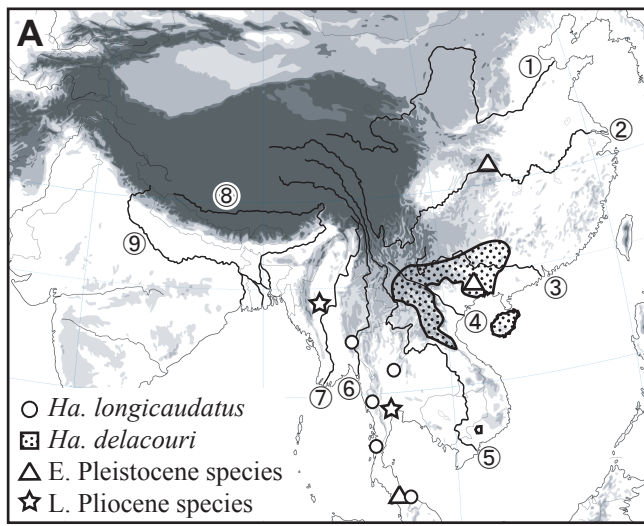 A
①
②
⑧
⑨
③
④
⑦
⑥
⑤
Ha. longicaudatus
Ha. delacouri
E. Pleistocene species
L. Pliocene species